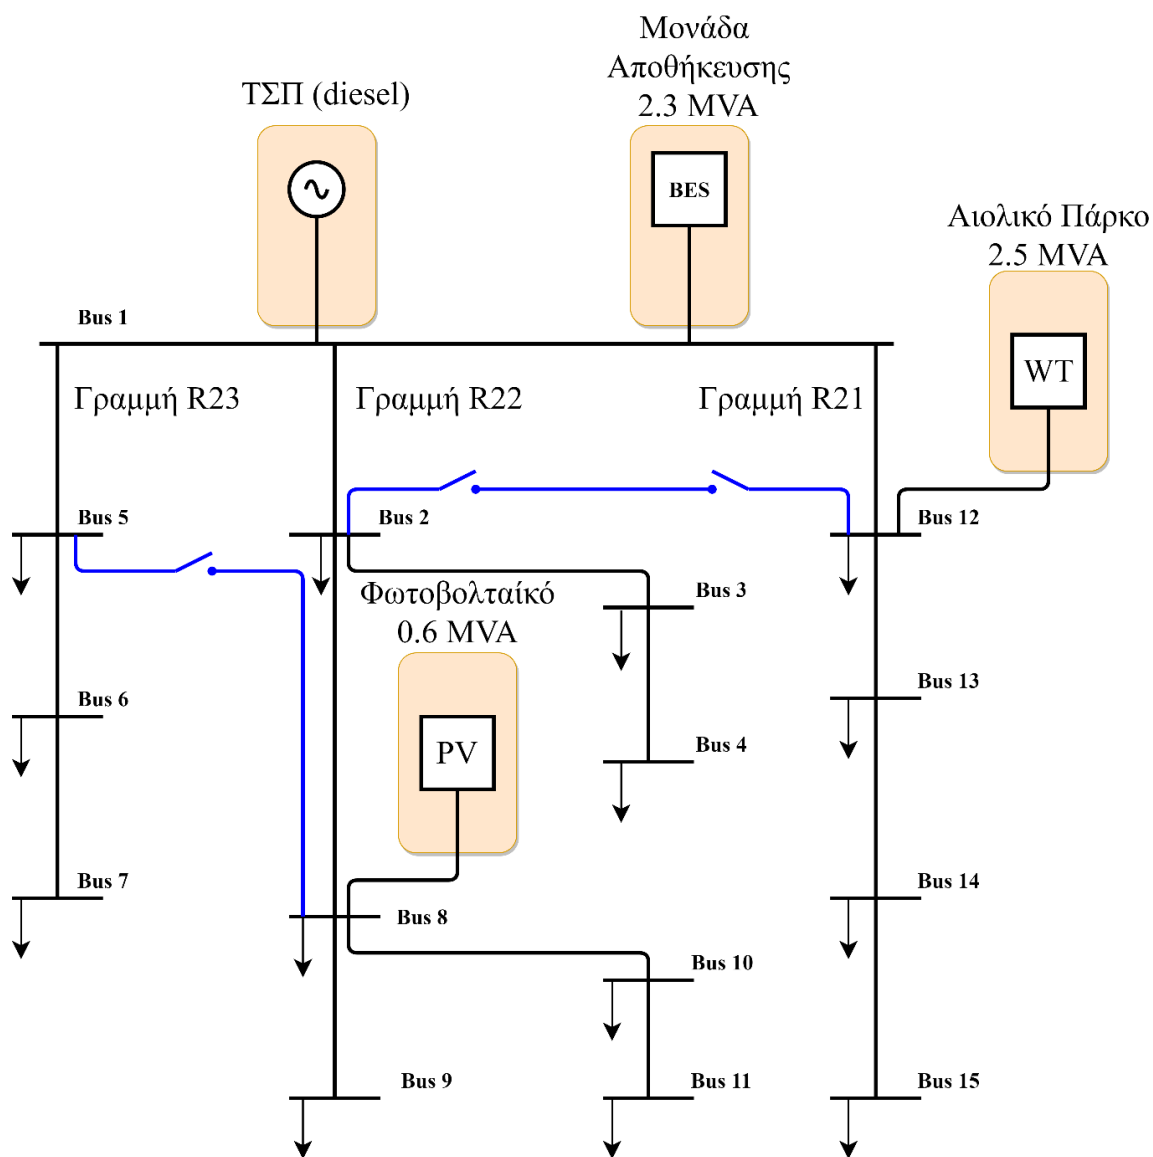 Μονάδα
Αποθήκευσης
2.3 MVA
ΤΣΠ (diesel)
BES
Αιολικό Πάρκο
2.5 MVA
WT
Bus 1
Γραμμή R23
Γραμμή R22
Γραμμή R21
Bus 5
Bus 2
Bus 12
Φωτοβολταίκό
0.6 MVA
Bus 3
Bus 6
Bus 13
PV
Bus 4
Bus 7
Bus 8
Bus 14
Bus 10
Bus 9
Bus 11
Bus 15